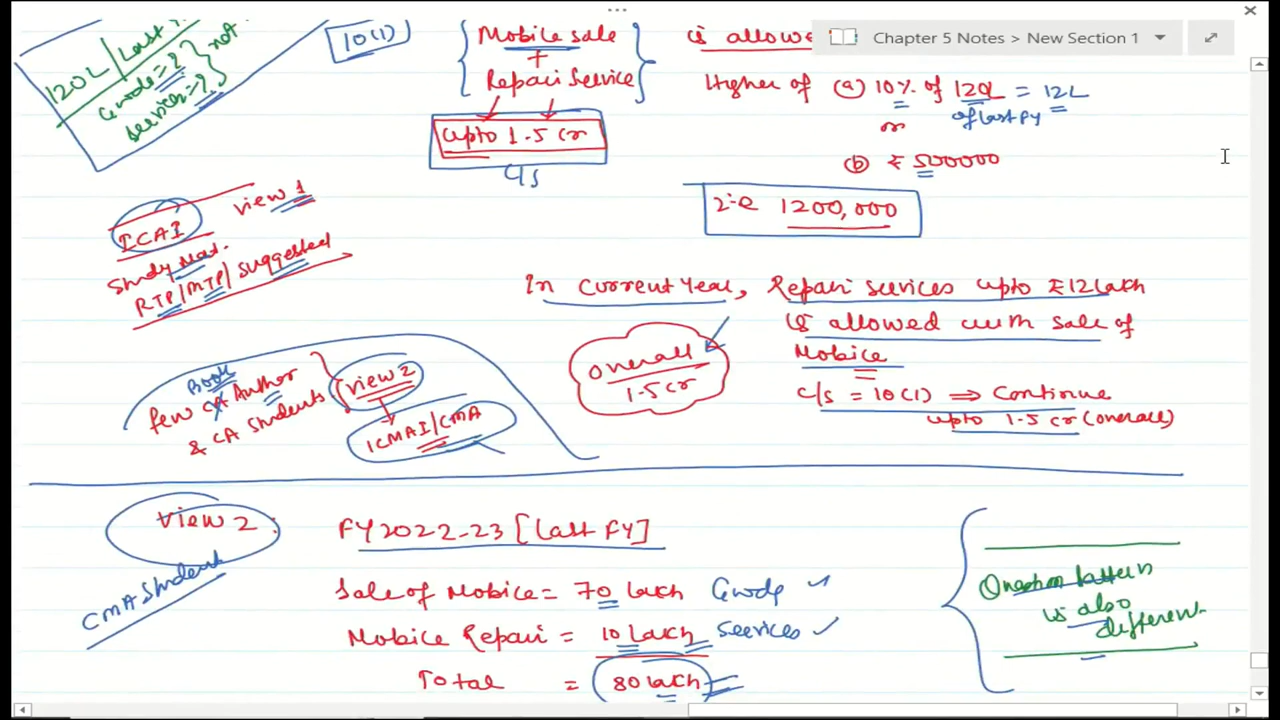 Chapter 5 Notes > New Section 1
120L / Last
Goods = ?
Services = ?
not
10(1)
Mobile sale
+
Repair Service
upto 1.5 cr
C/s
is allowe
Higher of (a) 10% of 120L = 12L
of last Fy
or
(b) ₹ 500000
i.e 1200,000
ICAI
view 1
Study Mat.
RTP/MTP/ Suggested
In current Year, Repair services upto ₹12 lakh
is allowed with sale of
Mobile
C/s = 10(1) ⇒ Continue
upto 1.5 cr (overall)
Overall
1.5 cr
Book
few CA Author
& CA Students
View 2
ICMAI/CMA
View 2:
CMA Student
FY 2022-23 [Last FY]
Sale of Mobile = 70 lakh Goods ✓
Mobile Repair = 10 Lakh Services ✓
Total = 80 lakh
Question Pattern
is also
different